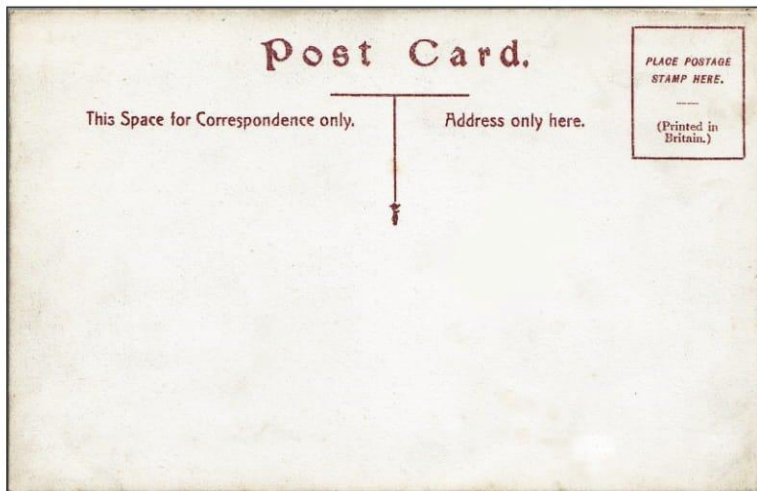 Post Card.
This Space for Correspondence only.
Address only here.
PLACE POSTAGE
STAMP HERE.
(Printed in
Britain.)